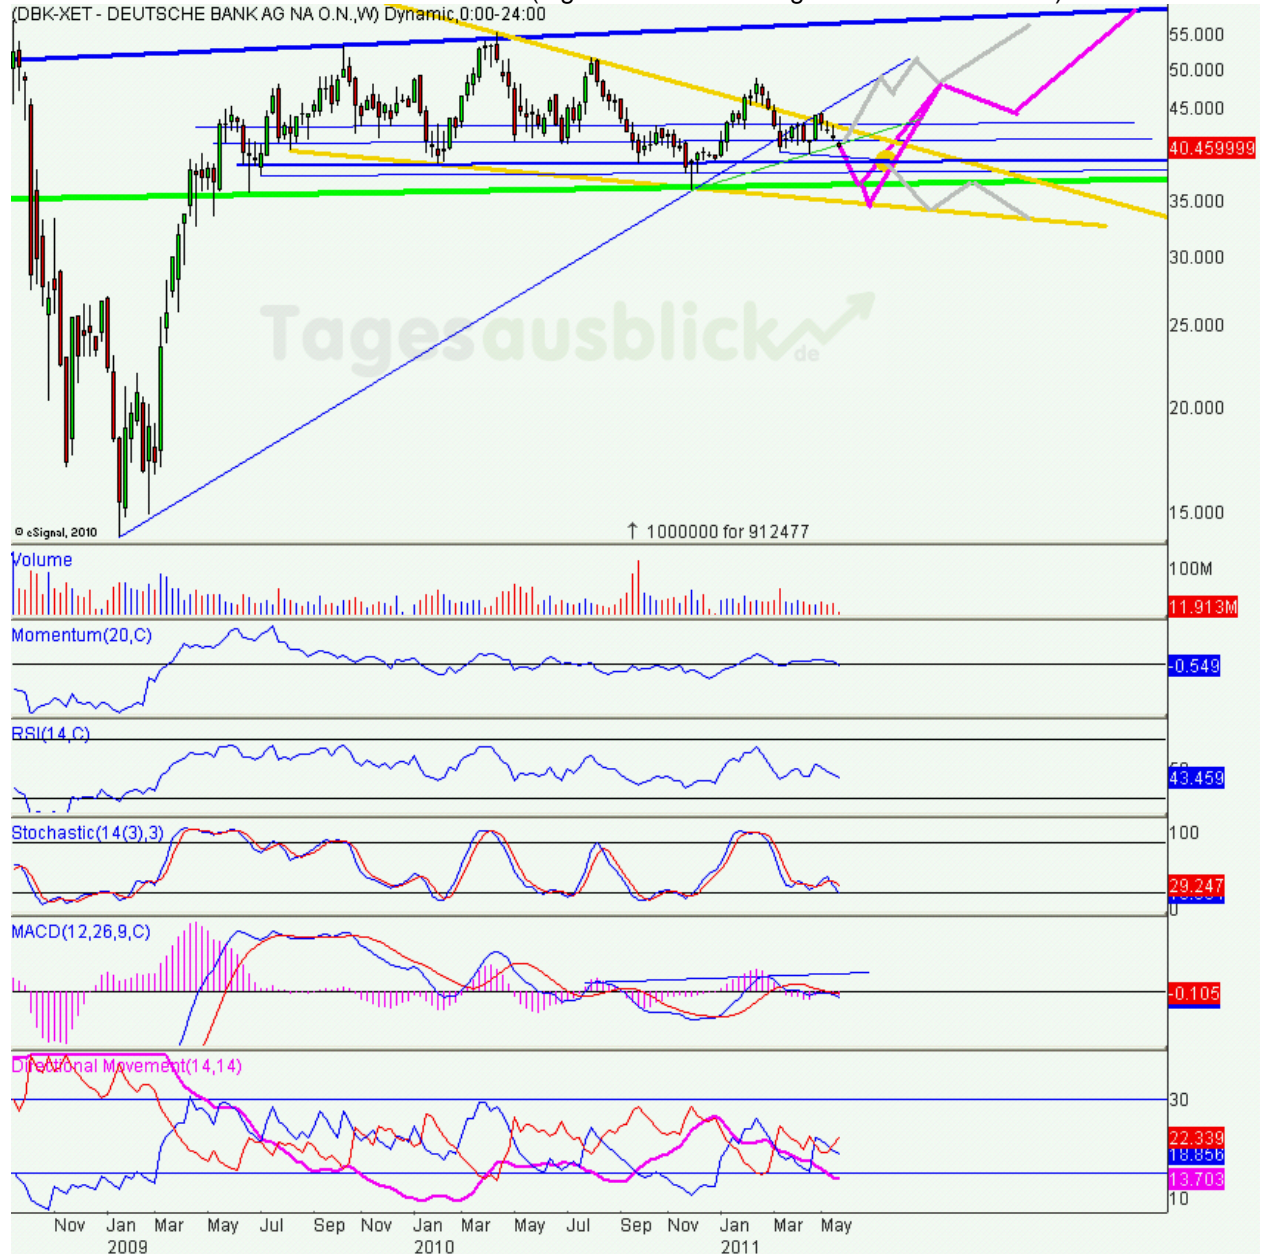 (DBK-XET - DEUTSCHE BANK AG NA O.N.,W) Dynamic,0:00-24:00
55.000
50.000
45.000
40.459999
35.000
30.000
25.000
20.000
15.000
Tagesausblick
.de
© eSignal, 2010
↑ 1000000 for 912477
Volume
100M
11.913M
Momentum(20,C)
-0.549
RSI(14,C)
43.459
Stochastic(14(3),3)
100
29.247
0
MACD(12,26,9,C)
-0.105
Directional Movement(14,14)
30
22.339
18.856
13.703
10
Nov Jan Mar May Jul Sep Nov Jan Mar May Jul Sep Nov Jan Mar May
2009 2010 2011